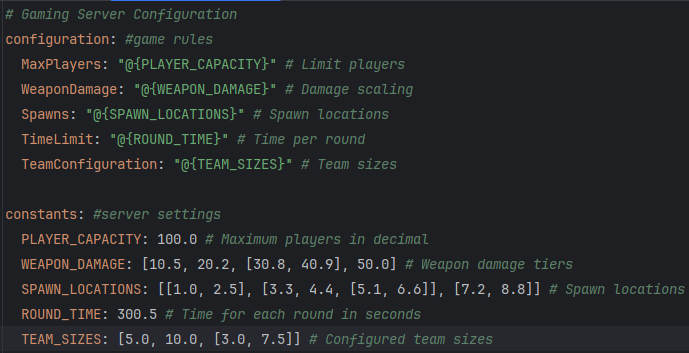 # Gaming Server Configuration
configuration: #game rules
  MaxPlayers: "@{PLAYER_CAPACITY}" # Limit players
  WeaponDamage: "@{WEAPON_DAMAGE}" # Damage scaling
  Spawns: "@{SPAWN_LOCATIONS}" # Spawn locations
  TimeLimit: "@{ROUND_TIME}" # Time per round
  TeamConfiguration: "@{TEAM_SIZES}" # Team sizes

constants: #server settings
  PLAYER_CAPACITY: 100.0 # Maximum players in decimal
  WEAPON_DAMAGE: [10.5, 20.2, [30.8, 40.9], 50.0] # Weapon damage tiers
  SPAWN_LOCATIONS: [[1.0, 2.5], [3.3, 4.4, [5.1, 6.6]], [7.2, 8.8]] # Spawn locations
  ROUND_TIME: 300.5 # Time for each round in seconds
  TEAM_SIZES: [5.0, 10.0, [3.0, 7.5]] # Configured team sizes